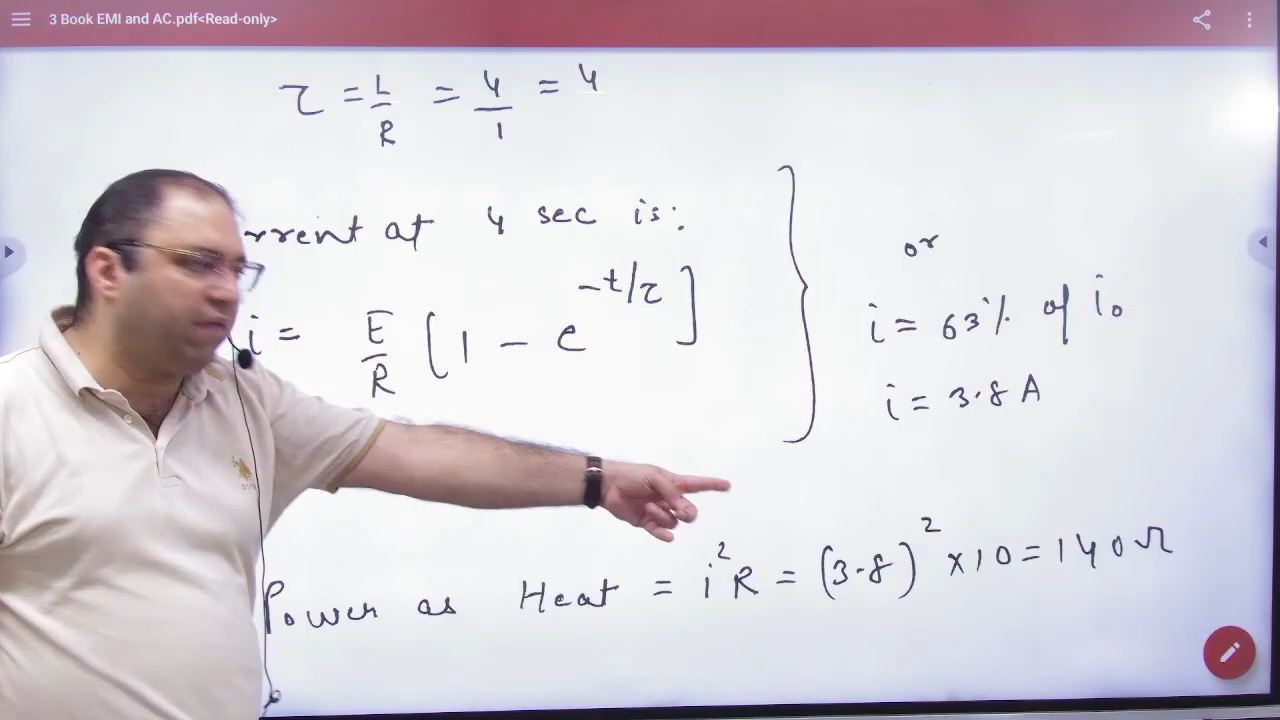 3 Book EMI and AC.pdf<Read-only>
τ = L/R = 4/1 = 4
rrent at 4 sec is:
i = E/R [1 - e^-t/τ]
or
i = 63% of i₀
i = 3.8 A
Power as Heat = i²R = (3.8)² × 10 = 140 Ω